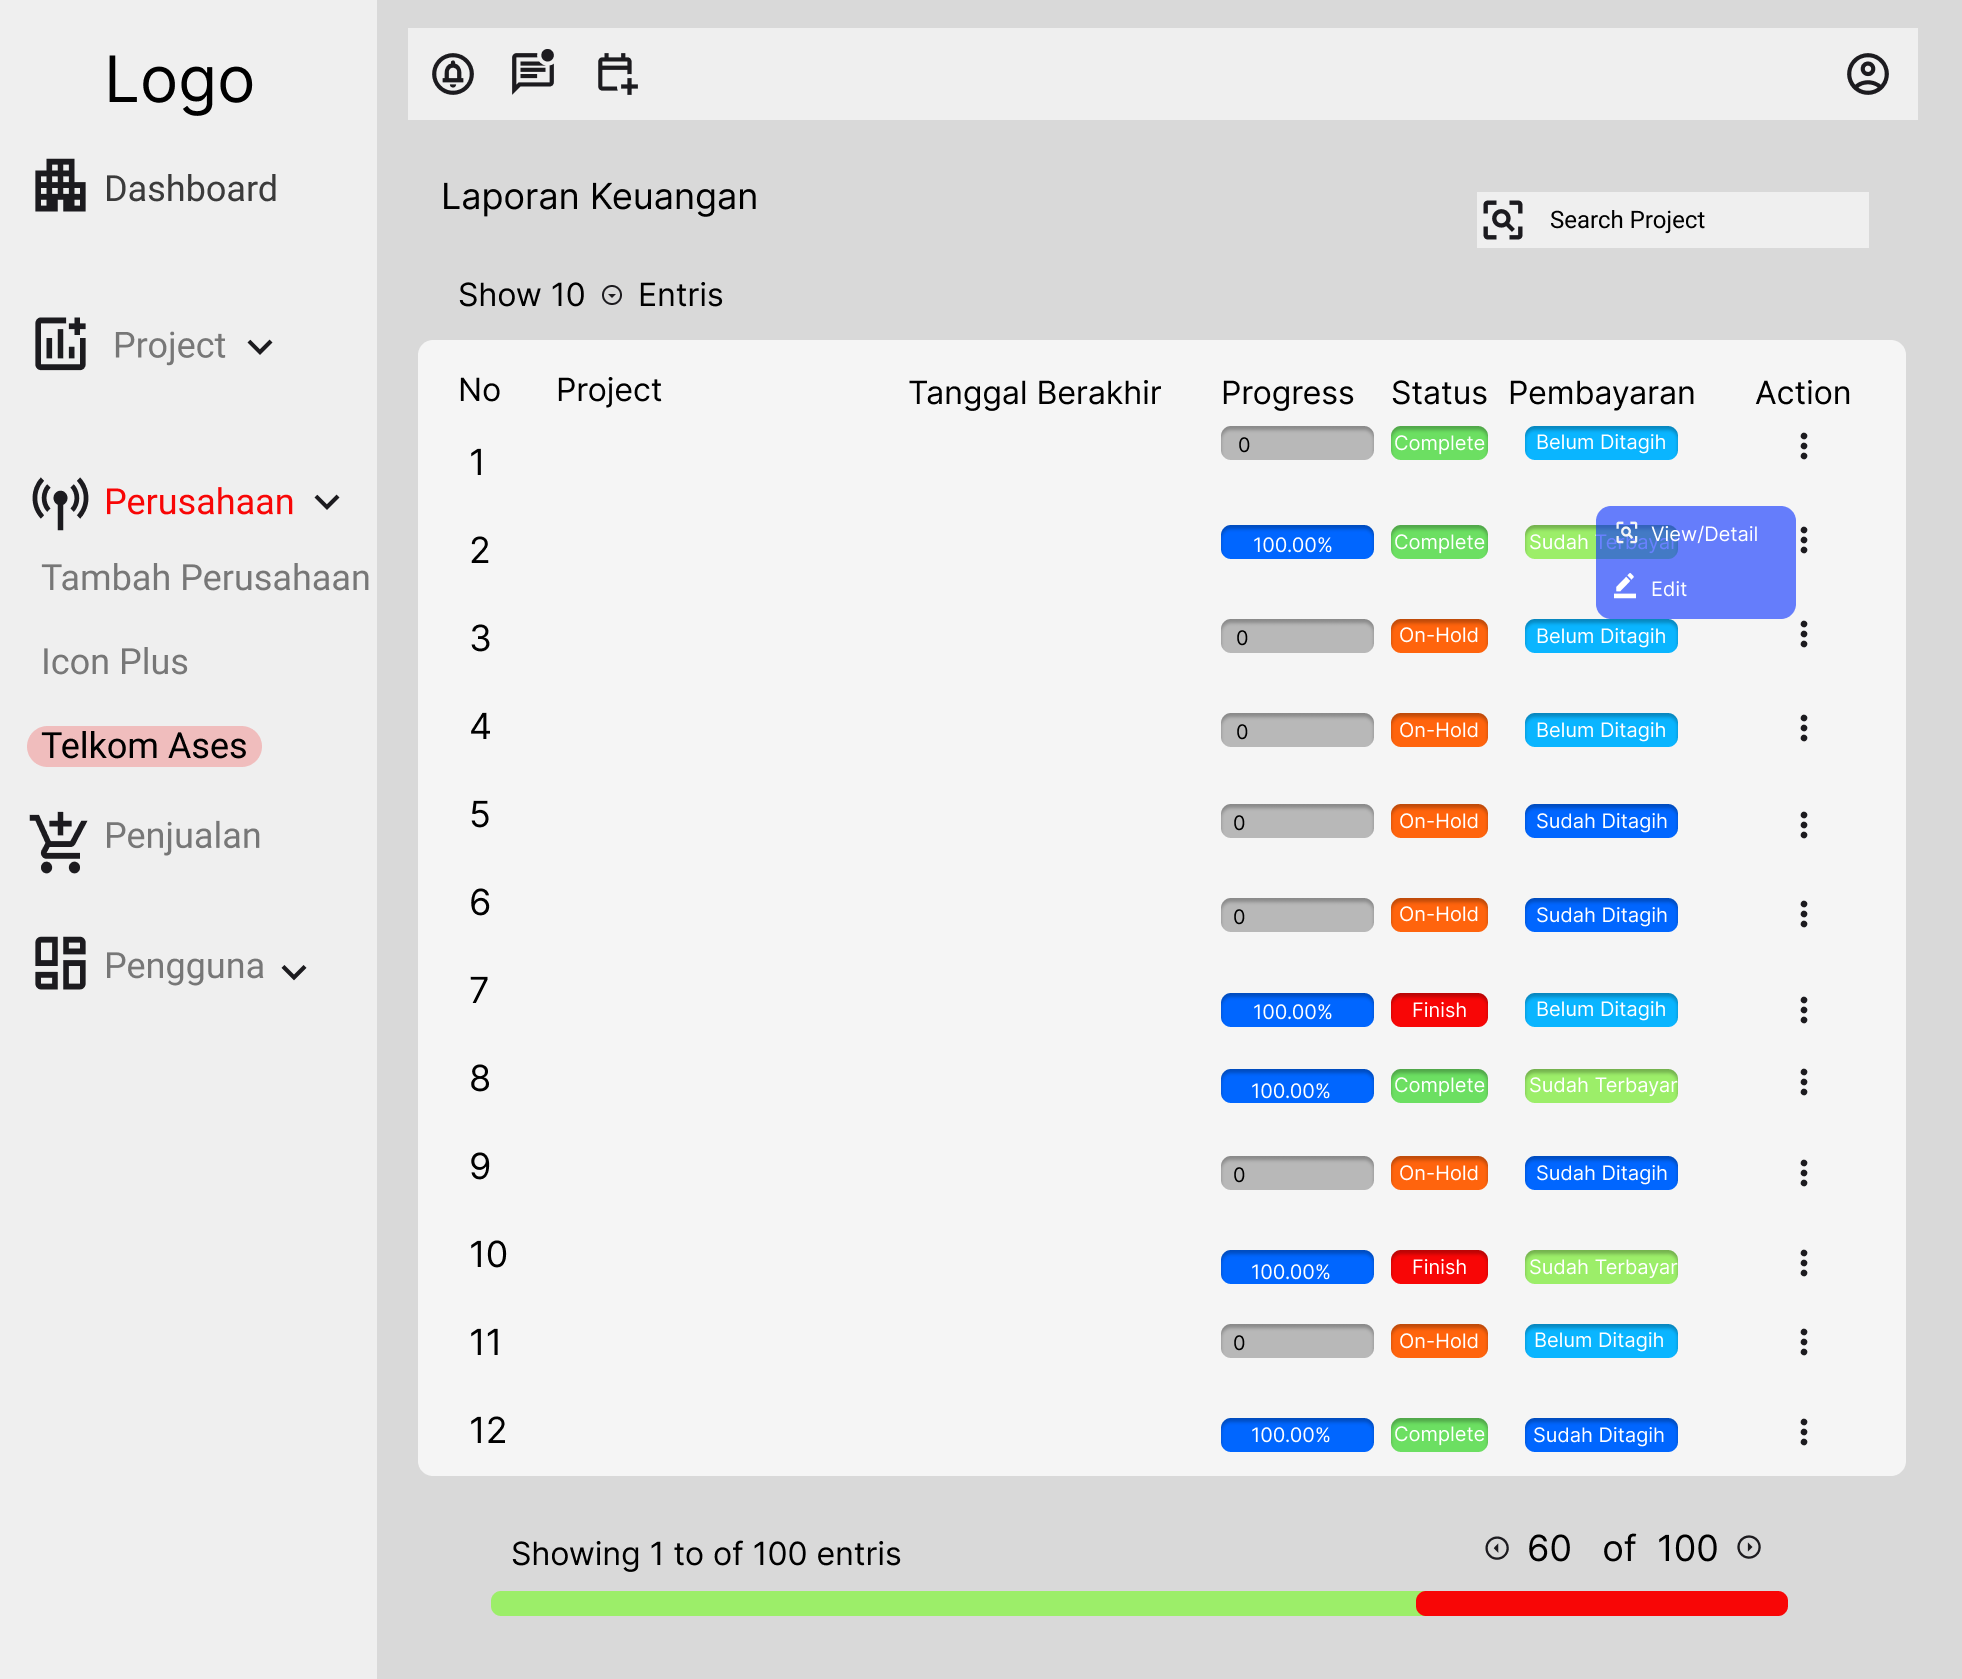 Logo
Dashboard
Project
Perusahaan
Tambah Perusahaan
Icon Plus
Telkom Ases
Penjualan
Pengguna
Laporan Keuangan
Search Project
Show 10 Entris
No Project Tanggal Berakhir Progress Status Pembayaran Action
1 0 Complete Belum Ditagih
2 100.00% Complete Sudah Terbayar
View/Detail
Edit
3 0 On-Hold Belum Ditagih
4 0 On-Hold Belum Ditagih
5 0 On-Hold Sudah Ditagih
6 0 On-Hold Sudah Ditagih
7 100.00% Finish Belum Ditagih
8 100.00% Complete Sudah Terbayar
9 0 On-Hold Sudah Ditagih
10 100.00% Finish Sudah Terbayar
11 0 On-Hold Belum Ditagih
12 100.00% Complete Sudah Ditagih
Showing 1 to of 100 entris
60 of 100